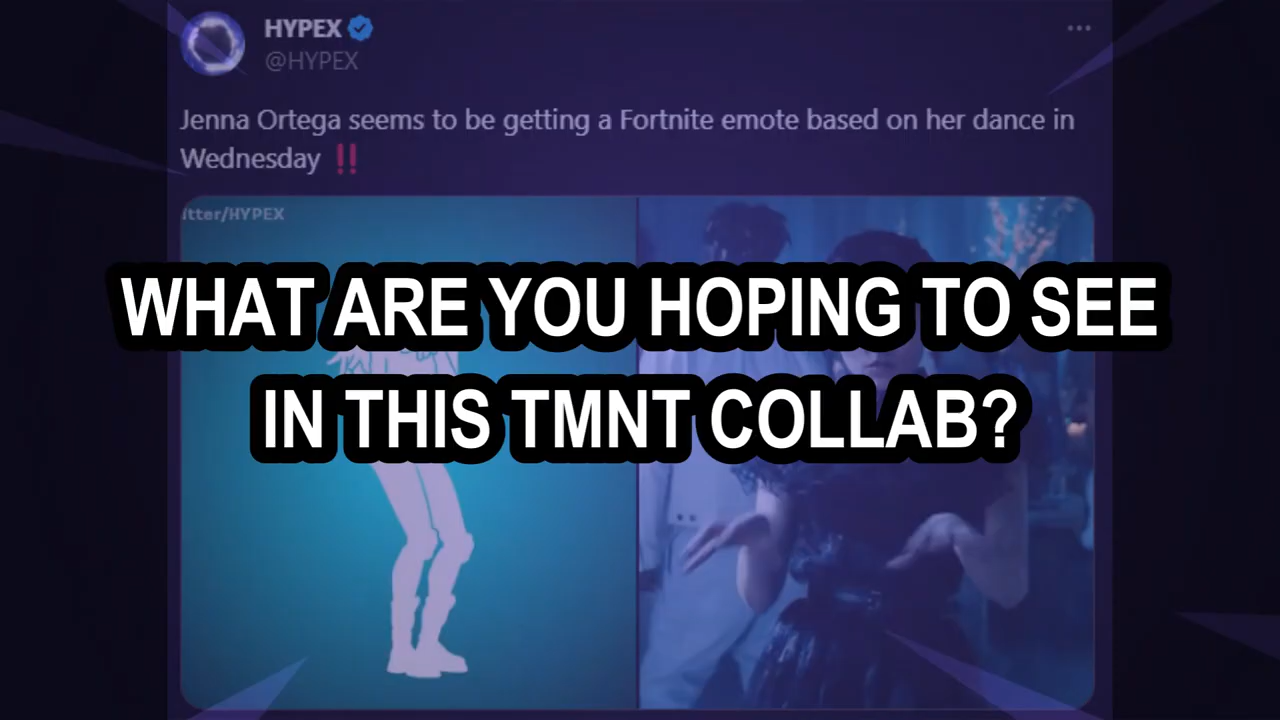 HYPEX
@HYPEX
Jenna Ortega seems to be getting a Fortnite emote based on her dance in
Wednesday ‼
itter/HYPEX
WHAT ARE YOU HOPING TO SEE
IN THIS TMNT COLLAB?